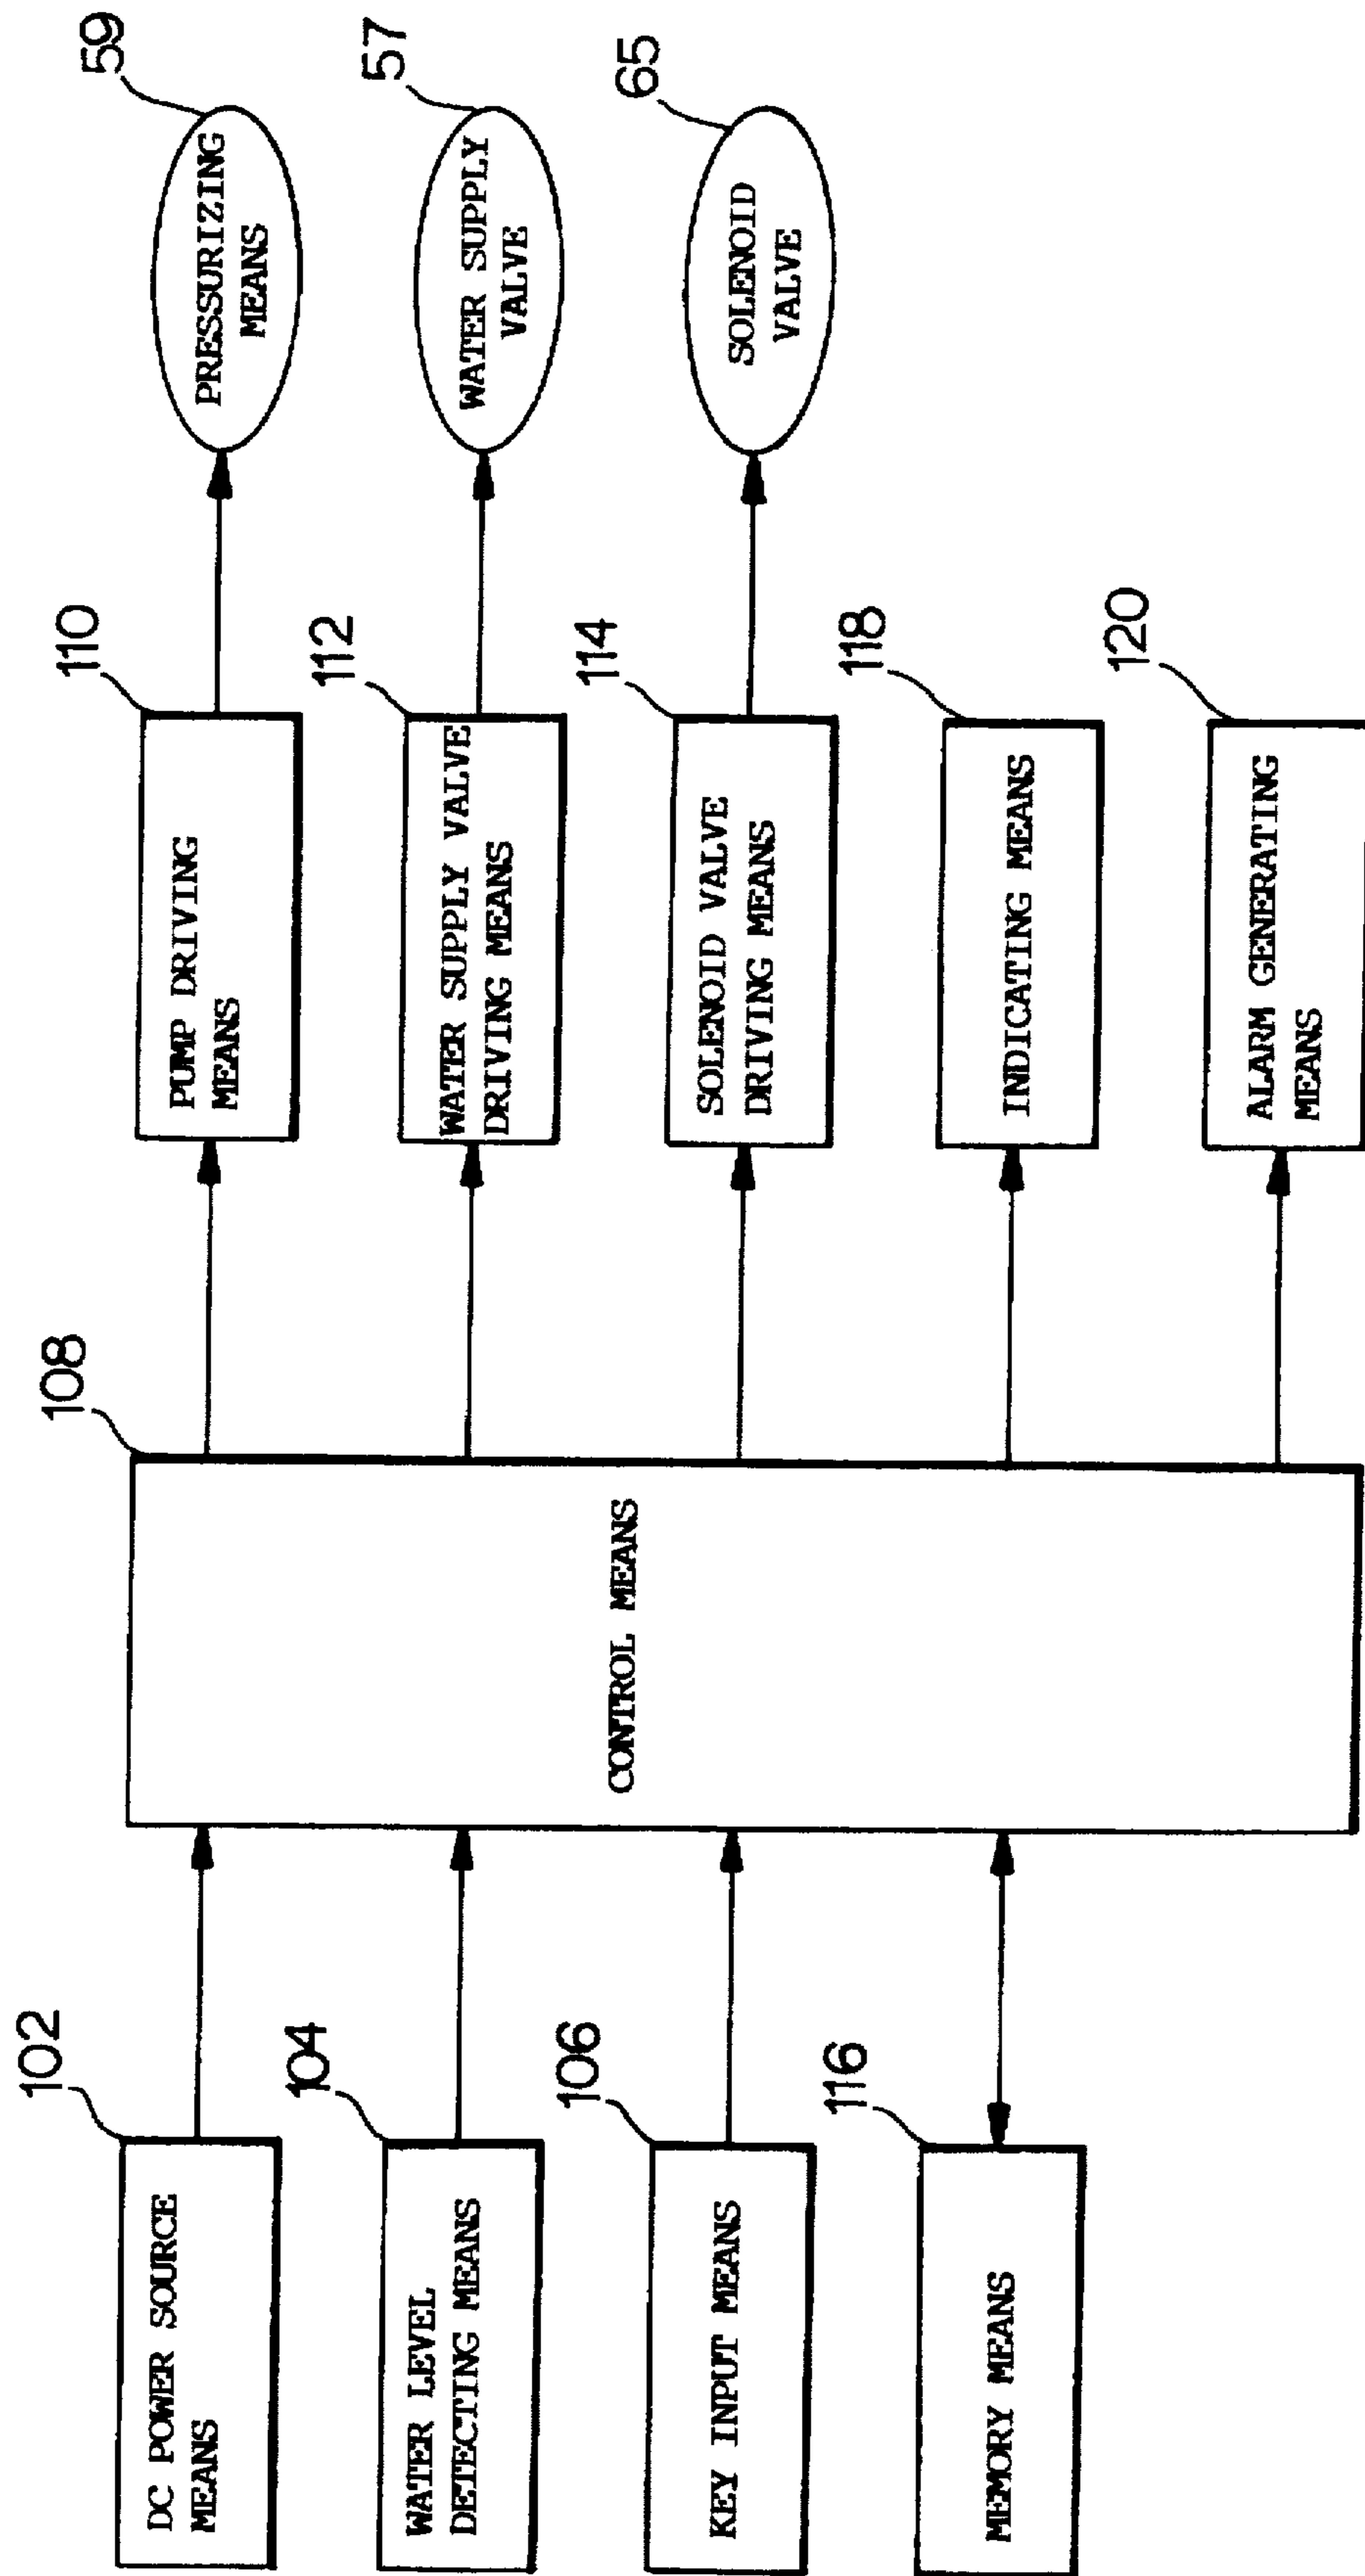 102
DC POWER SOURCE
MEANS
104
WATER LEVEL
DETECTING MEANS
106
KEY INPUT MEANS
116
MEMORY MEANS
108
CONTROL MEANS
110
PUMP DRIVING
MEANS
112
WATER SUPPLY VALVE
DRIVING MEANS
114
SOLENOID VALVE
DRIVING MEANS
118
INDICATING MEANS
120
ALARM GENERATING
MEANS
59
PRESSURIZING
MEANS
57
WATER SUPPLY
VALVE
65
SOLENOID
VALVE